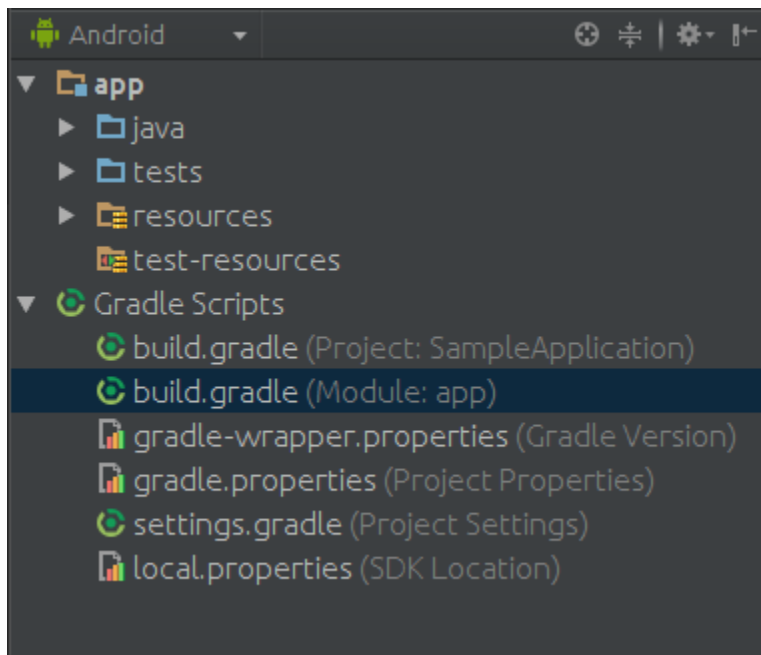 Android
app
java
tests
resources
test-resources
Gradle Scripts
build.gradle (Project: SampleApplication)
build.gradle (Module: app)
gradle-wrapper.properties (Gradle Version)
gradle.properties (Project Properties)
settings.gradle (Project Settings)
local.properties (SDK Location)